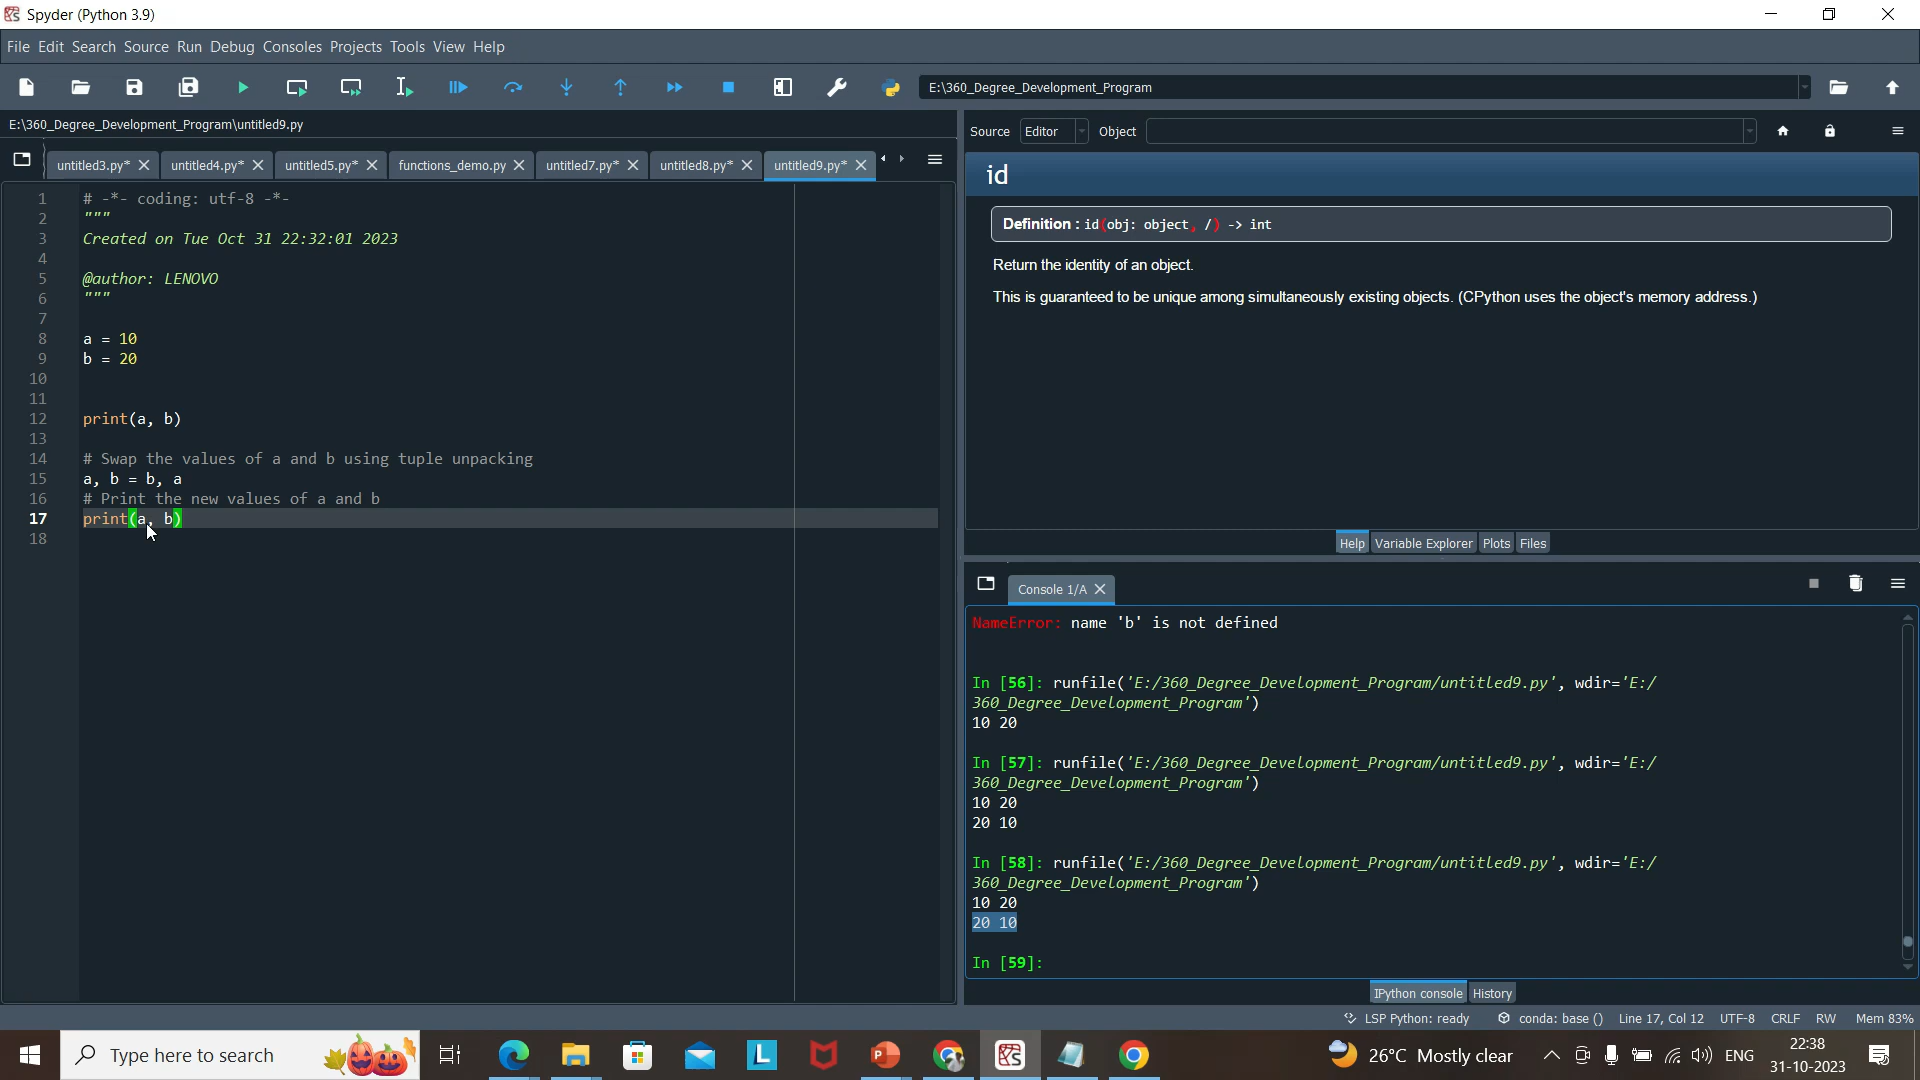 Spyder (Python 3.9)
File Edit Search Source Run Debug Consoles Projects Tools View Help
E:\360_Degree_Development_Program
E:\360_Degree_Development_Program\untitled9.py
untitled3.py* untitled4.py* untitled5.py* functions_demo.py untitled7.py* untitled8.py* untitled9.py*
1 # -*- coding: utf-8 -*-
2 """
3 Created on Tue Oct 31 22:32:01 2023
4
5 @author: LENOVO
6 """
7
8 a = 10
9 b = 20
10
11
12 print(a, b)
13
14 # Swap the values of a and b using tuple unpacking
15 a, b = b, a
16 # Print the new values of a and b
17 print(a, b)
18
Source Editor Object
id
Definition : id(obj: object, /) -> int
Return the identity of an object.
This is guaranteed to be unique among simultaneously existing objects. (CPython uses the object's memory address.)
Help Variable Explorer Plots Files
Console 1/A
NameError: name 'b' is not defined
In [56]: runfile('E:/360_Degree_Development_Program/untitled9.py', wdir='E:/
360_Degree_Development_Program')
10 20
In [57]: runfile('E:/360_Degree_Development_Program/untitled9.py', wdir='E:/
360_Degree_Development_Program')
10 20
20 10
In [58]: runfile('E:/360_Degree_Development_Program/untitled9.py', wdir='E:/
360_Degree_Development_Program')
10 20
20 10
In [59]:
IPython console History
LSP Python: ready conda: base () Line 17, Col 12 UTF-8 CRLF RW Mem 83%
Type here to search
L
P
26°C Mostly clear
ENG
22:38
31-10-2023